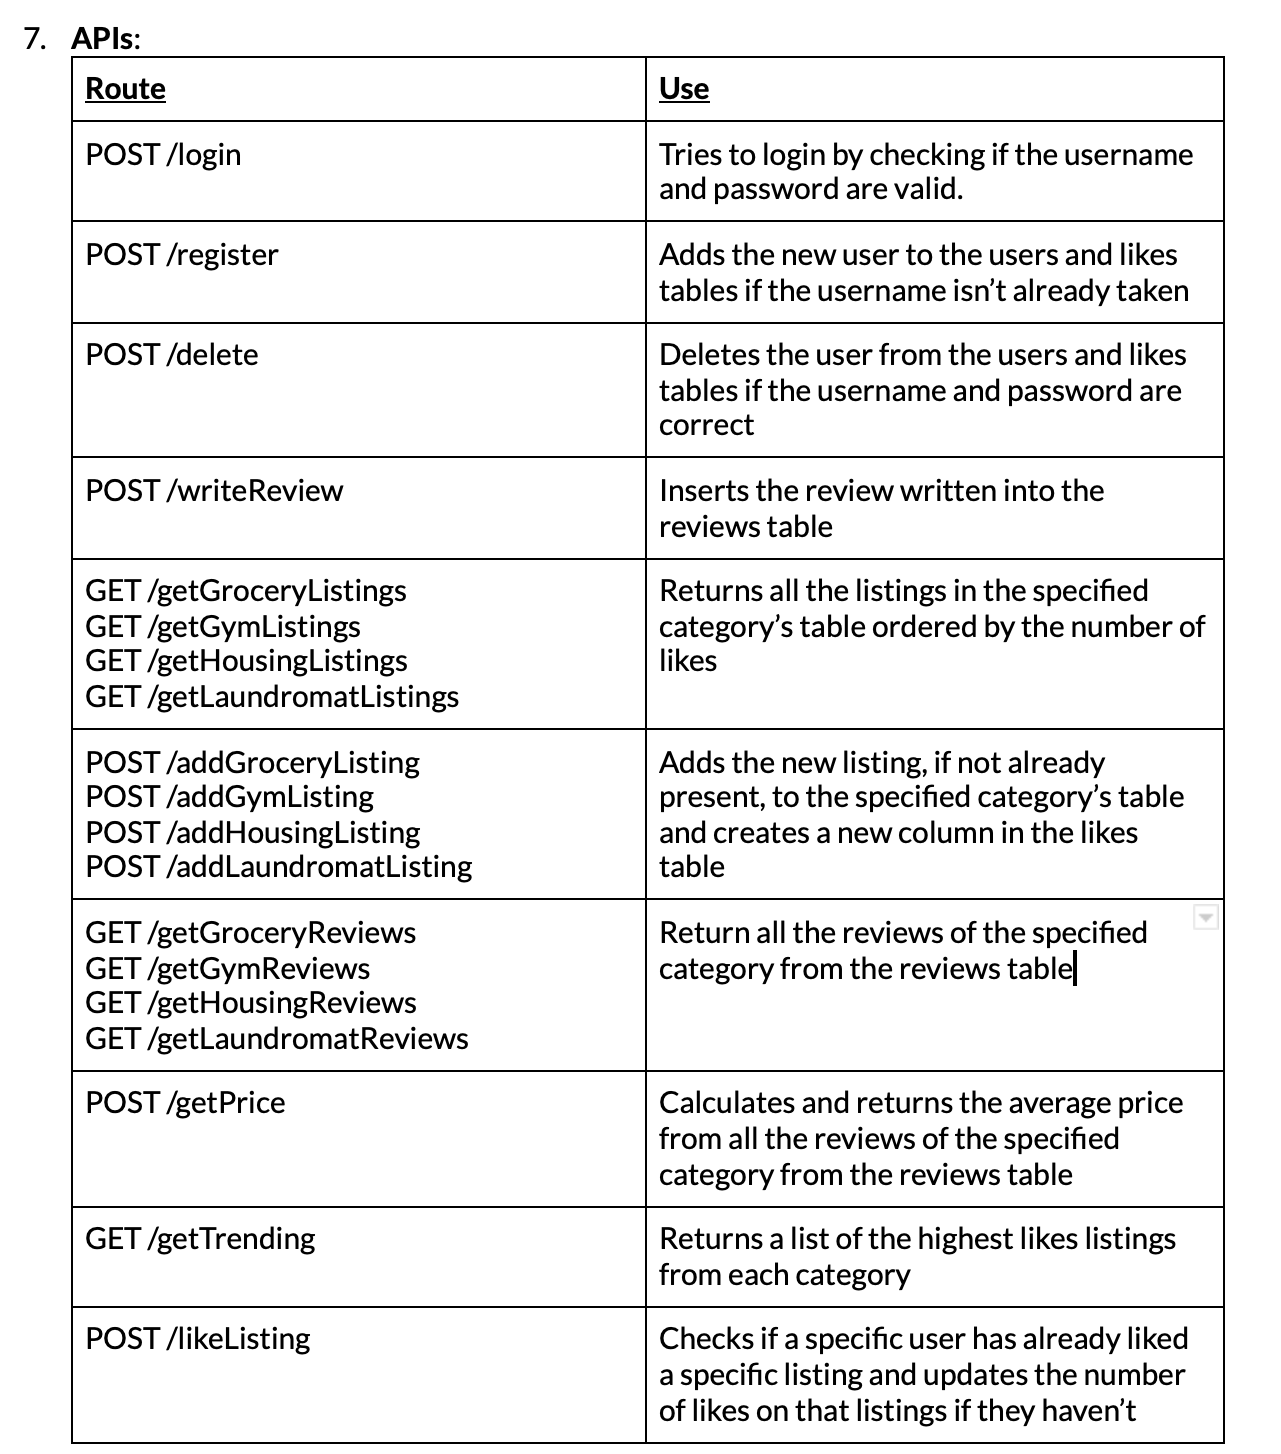 7. APIs:
Route
Use
POST /login
Tries to login by checking if the username
and password are valid.
POST /register
Adds the new user to the users and likes
tables if the username isn’t already taken
POST /delete
Deletes the user from the users and likes
tables if the username and password are
correct
POST /writeReview
Inserts the review written into the
reviews table
GET /getGroceryListings
GET /getGymListings
GET /getHousingListings
GET /getLaundromatListings
Returns all the listings in the specified
category’s table ordered by the number of
likes
POST /addGroceryListing
POST /addGymListing
POST /addHousingListing
POST /addLaundromatListing
Adds the new listing, if not already
present, to the specified category’s table
and creates a new column in the likes
table
GET /getGroceryReviews
GET /getGymReviews
GET /getHousingReviews
GET /getLaundromatReviews
Return all the reviews of the specified
category from the reviews table
POST /getPrice
Calculates and returns the average price
from all the reviews of the specified
category from the reviews table
GET /getTrending
Returns a list of the highest likes listings
from each category
POST /likeListing
Checks if a specific user has already liked
a specific listing and updates the number
of likes on that listings if they haven’t